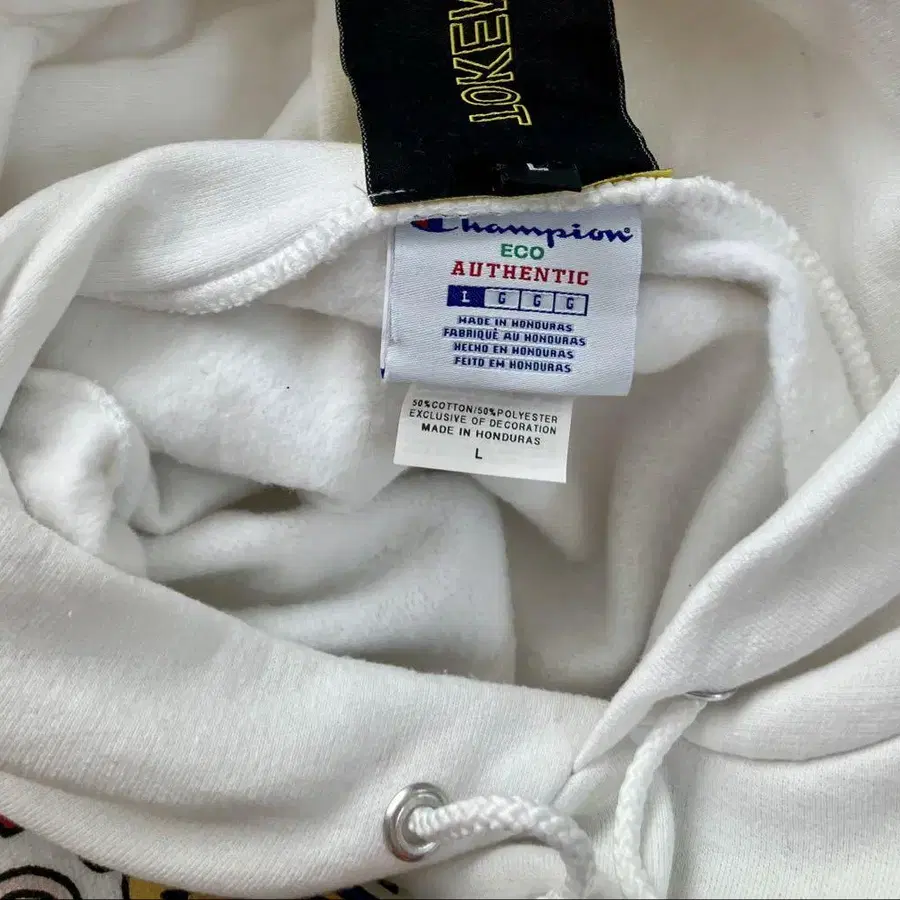 TOKEW
L
Champion®
ECO
AUTHENTIC
L G G G
MADE IN HONDURAS
FABRIQUÉ AU HONDURAS
HECHO EN HONDURAS
FEITO EM HONDURAS
50%COTTON/50%POLYESTER
EXCLUSIVE OF DECORATION
MADE IN HONDURAS
L